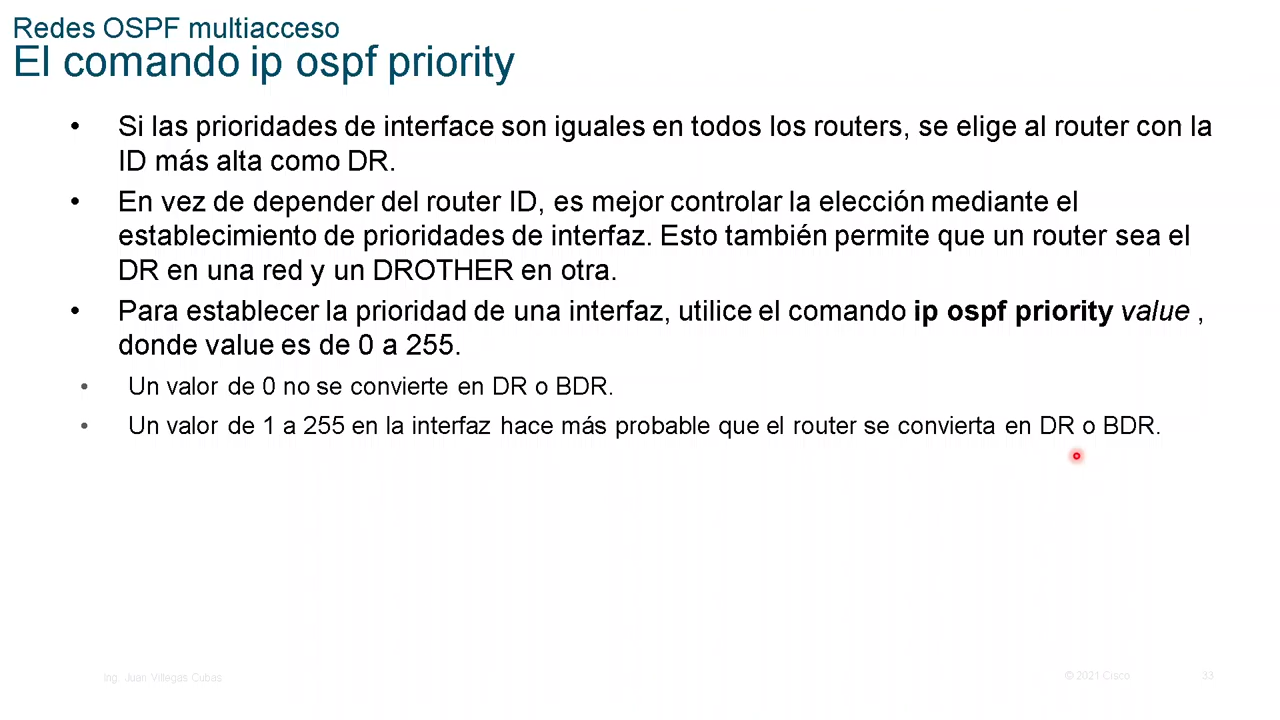 Redes OSPF multiacceso
El comando ip ospf priority
• Si las prioridades de interface son iguales en todos los routers, se elige al router con la
ID más alta como DR.
• En vez de depender del router ID, es mejor controlar la elección mediante el
establecimiento de prioridades de interfaz. Esto también permite que un router sea el
DR en una red y un DROTHER en otra.
• Para establecer la prioridad de una interfaz, utilice el comando ip ospf priority value ,
donde value es de 0 a 255.
• Un valor de 0 no se convierte en DR o BDR.
• Un valor de 1 a 255 en la interfaz hace más probable que el router se convierta en DR o BDR.
Ing. Juan Villegas Cubas
© 2021 Cisco
33